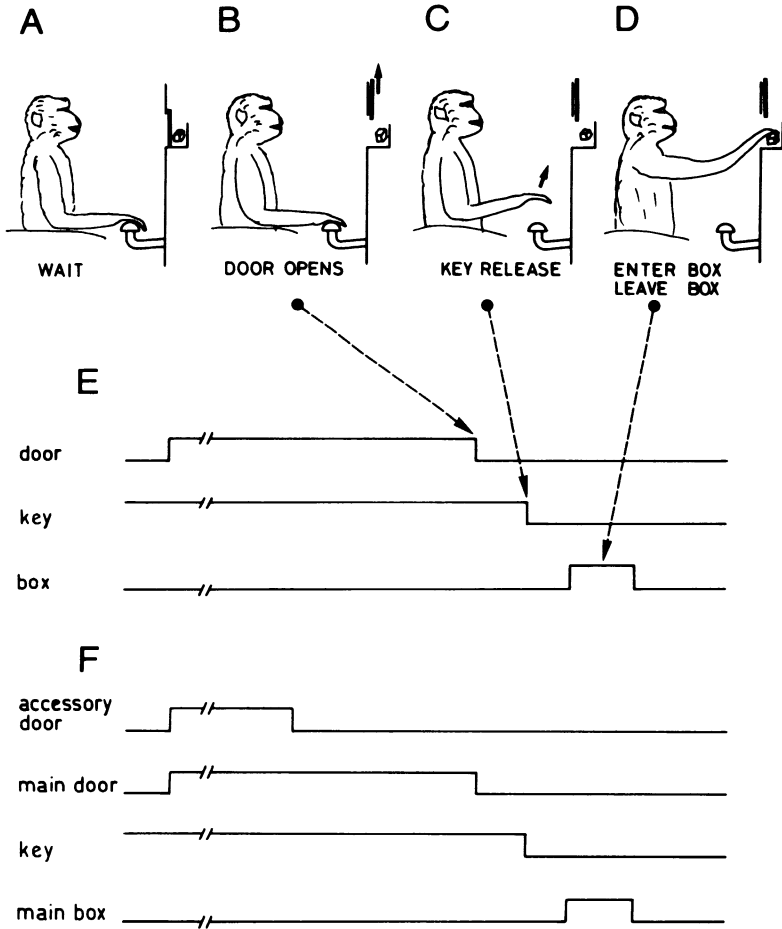 A
B
C
D
WAIT
DOOR OPENS
KEY RELEASE
ENTER BOX
LEAVE BOX
E
door
key
box
F
accessory
door
main door
key
main box